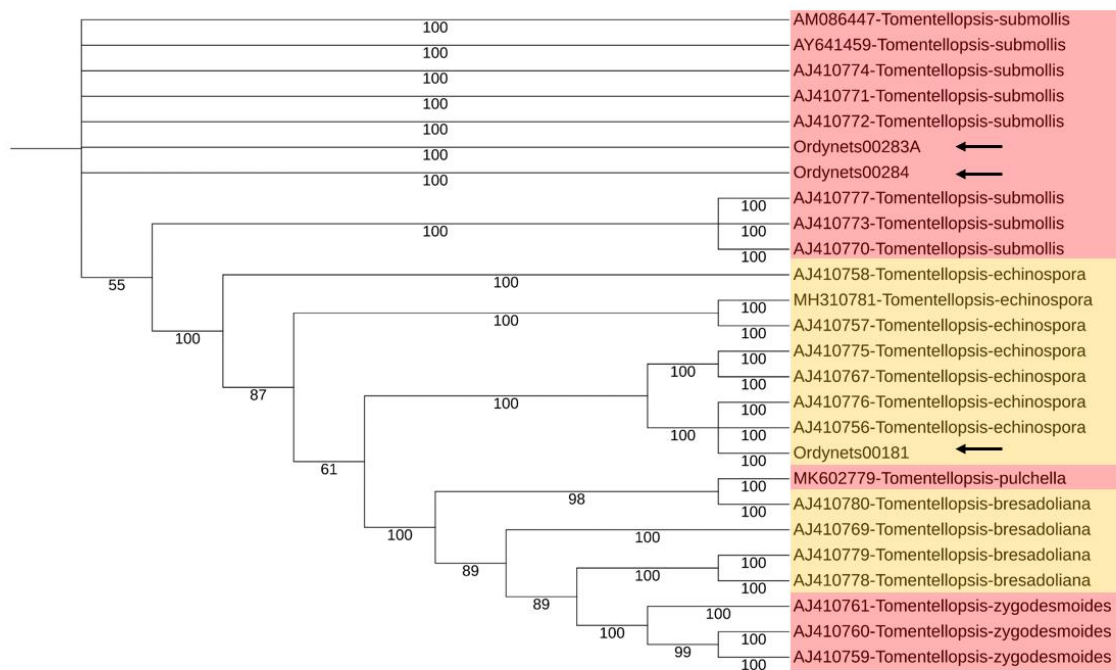 AM086447-Tomentellopsis-submollis
100
AY641459-Tomentellopsis-submollis
100
AJ410774-Tomentellopsis-submollis
100
AJ410771-Tomentellopsis-submollis
100
AJ410772-Tomentellopsis-submollis
100
Ordynets00283A
100
Ordynets00284
100
AJ410777-Tomentellopsis-submollis
100
AJ410773-Tomentellopsis-submollis
100 100
AJ410770-Tomentellopsis-submollis
100
AJ410758-Tomentellopsis-echinospora
55 100
MH310781-Tomentellopsis-echinospora
100
AJ410757-Tomentellopsis-echinospora
100 100 100
AJ410775-Tomentellopsis-echinospora
100 100
AJ410767-Tomentellopsis-echinospora
87 100 100
AJ410776-Tomentellopsis-echinospora
100
AJ410756-Tomentellopsis-echinospora
100 100
Ordynets00181
61 100
MK602779-Tomentellopsis-pulchella
98 100
AJ410780-Tomentellopsis-bresadoliana
100
AJ410769-Tomentellopsis-bresadoliana
100 100
AJ410779-Tomentellopsis-bresadoliana
89 100 100
AJ410778-Tomentellopsis-bresadoliana
100
AJ410761-Tomentellopsis-zygodesmoides
89 100
AJ410760-Tomentellopsis-zygodesmoides
100 99 100
AJ410759-Tomentellopsis-zygodesmoides
100